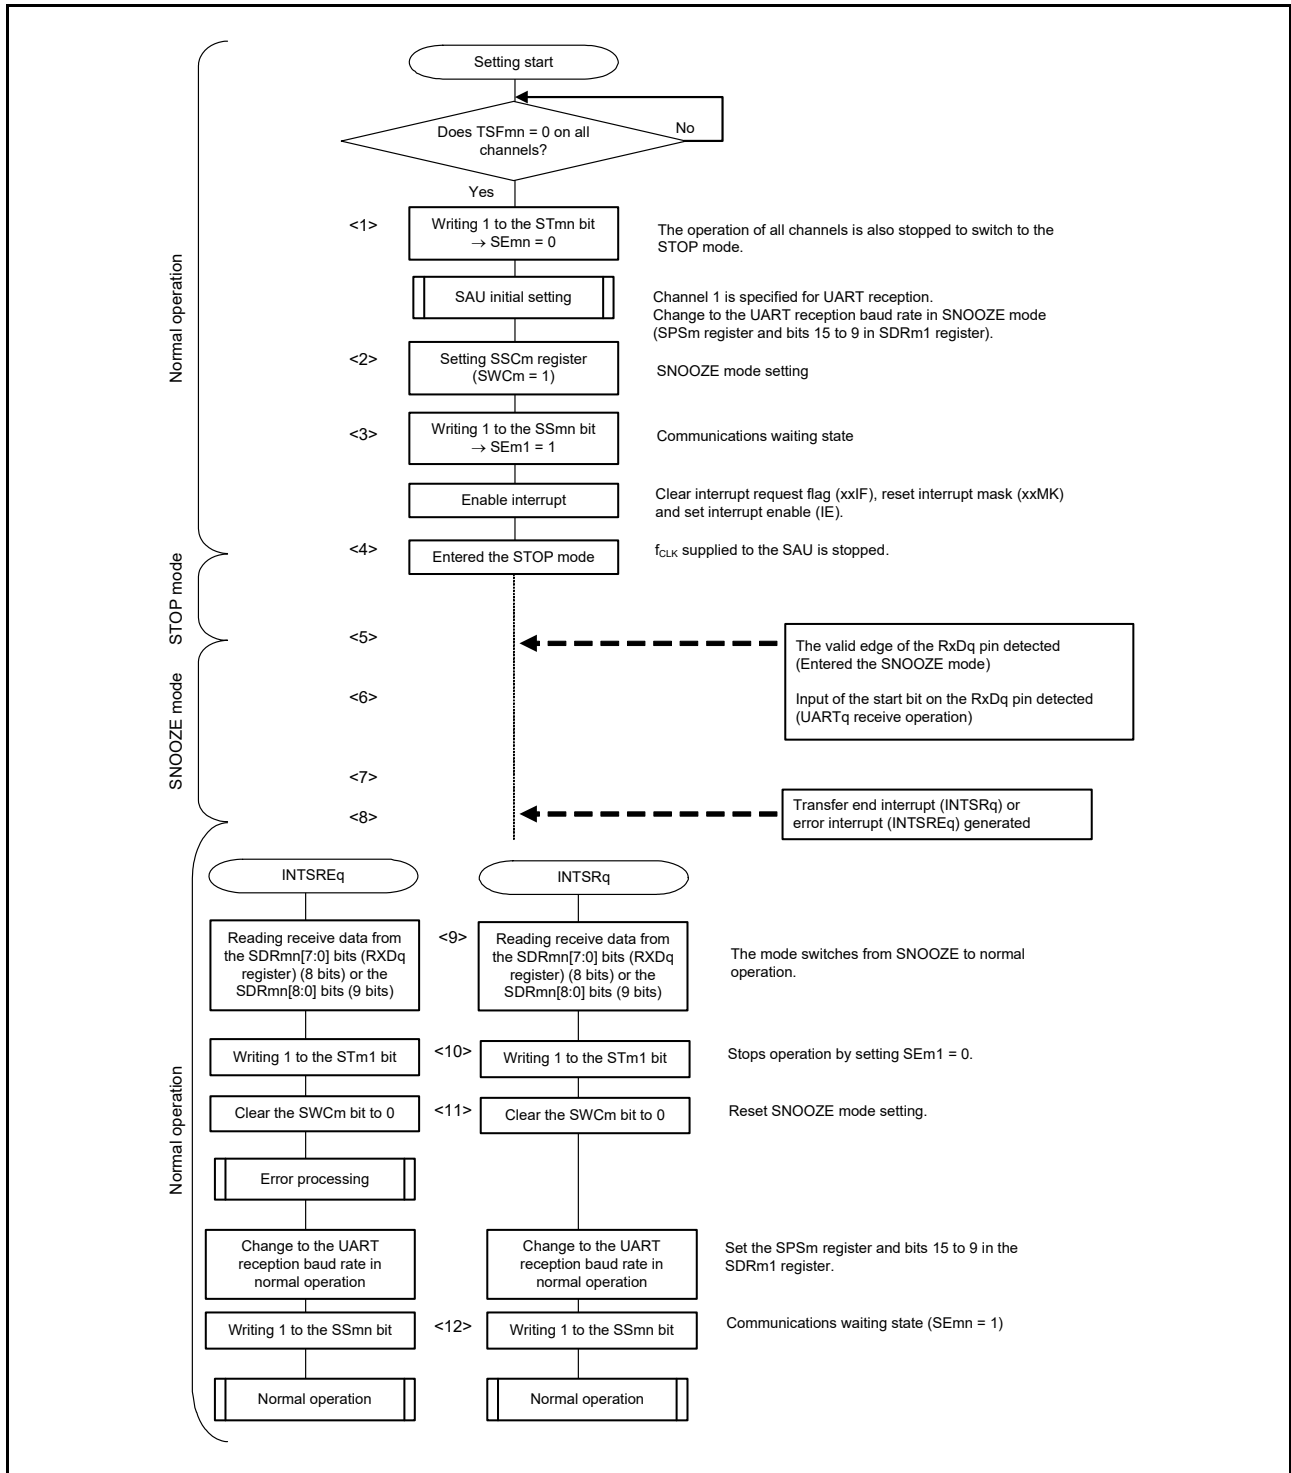 Setting start
Does TSFmn = 0 on all
channels?
No
Yes
Normal operation
<1>
Writing 1 to the STmn bit
→ SEmn = 0
The operation of all channels is also stopped to switch to the
STOP mode.
SAU initial setting
Channel 1 is specified for UART reception.
Change to the UART reception baud rate in SNOOZE mode
(SPSm register and bits 15 to 9 in SDRm1 register).
<2>
Setting SSCm register
(SWCm = 1)
SNOOZE mode setting
<3>
Writing 1 to the SSmn bit
→ SEm1 = 1
Communications waiting state
Enable interrupt
Clear interrupt request flag (xxIF), reset interrupt mask (xxMK)
and set interrupt enable (IE).
<4>
Entered the STOP mode
fCLK supplied to the SAU is stopped.
STOP mode
<5>
The valid edge of the RxDq pin detected
(Entered the SNOOZE mode)
SNOOZE mode
<6>
Input of the start bit on the RxDq pin detected
(UARTq receive operation)
<7>
<8>
Transfer end interrupt (INTSRq) or
error interrupt (INTSREq) generated
Normal operation
INTSREq
INTSRq
Reading receive data from
the SDRmn[7:0] bits (RXDq
register) (8 bits) or the
SDRmn[8:0] bits (9 bits)
<9>
Reading receive data from
the SDRmn[7:0] bits (RXDq
register) (8 bits) or the
SDRmn[8:0] bits (9 bits)
The mode switches from SNOOZE to normal
operation.
Writing 1 to the STm1 bit
<10>
Writing 1 to the STm1 bit
Stops operation by setting SEm1 = 0.
Clear the SWCm bit to 0
<11>
Clear the SWCm bit to 0
Reset SNOOZE mode setting.
Error processing
Change to the UART
reception baud rate in
normal operation
Change to the UART
reception baud rate in
normal operation
Set the SPSm register and bits 15 to 9 in the
SDRm1 register.
Writing 1 to the SSmn bit
<12>
Writing 1 to the SSmn bit
Communications waiting state (SEmn = 1)
Normal operation
Normal operation